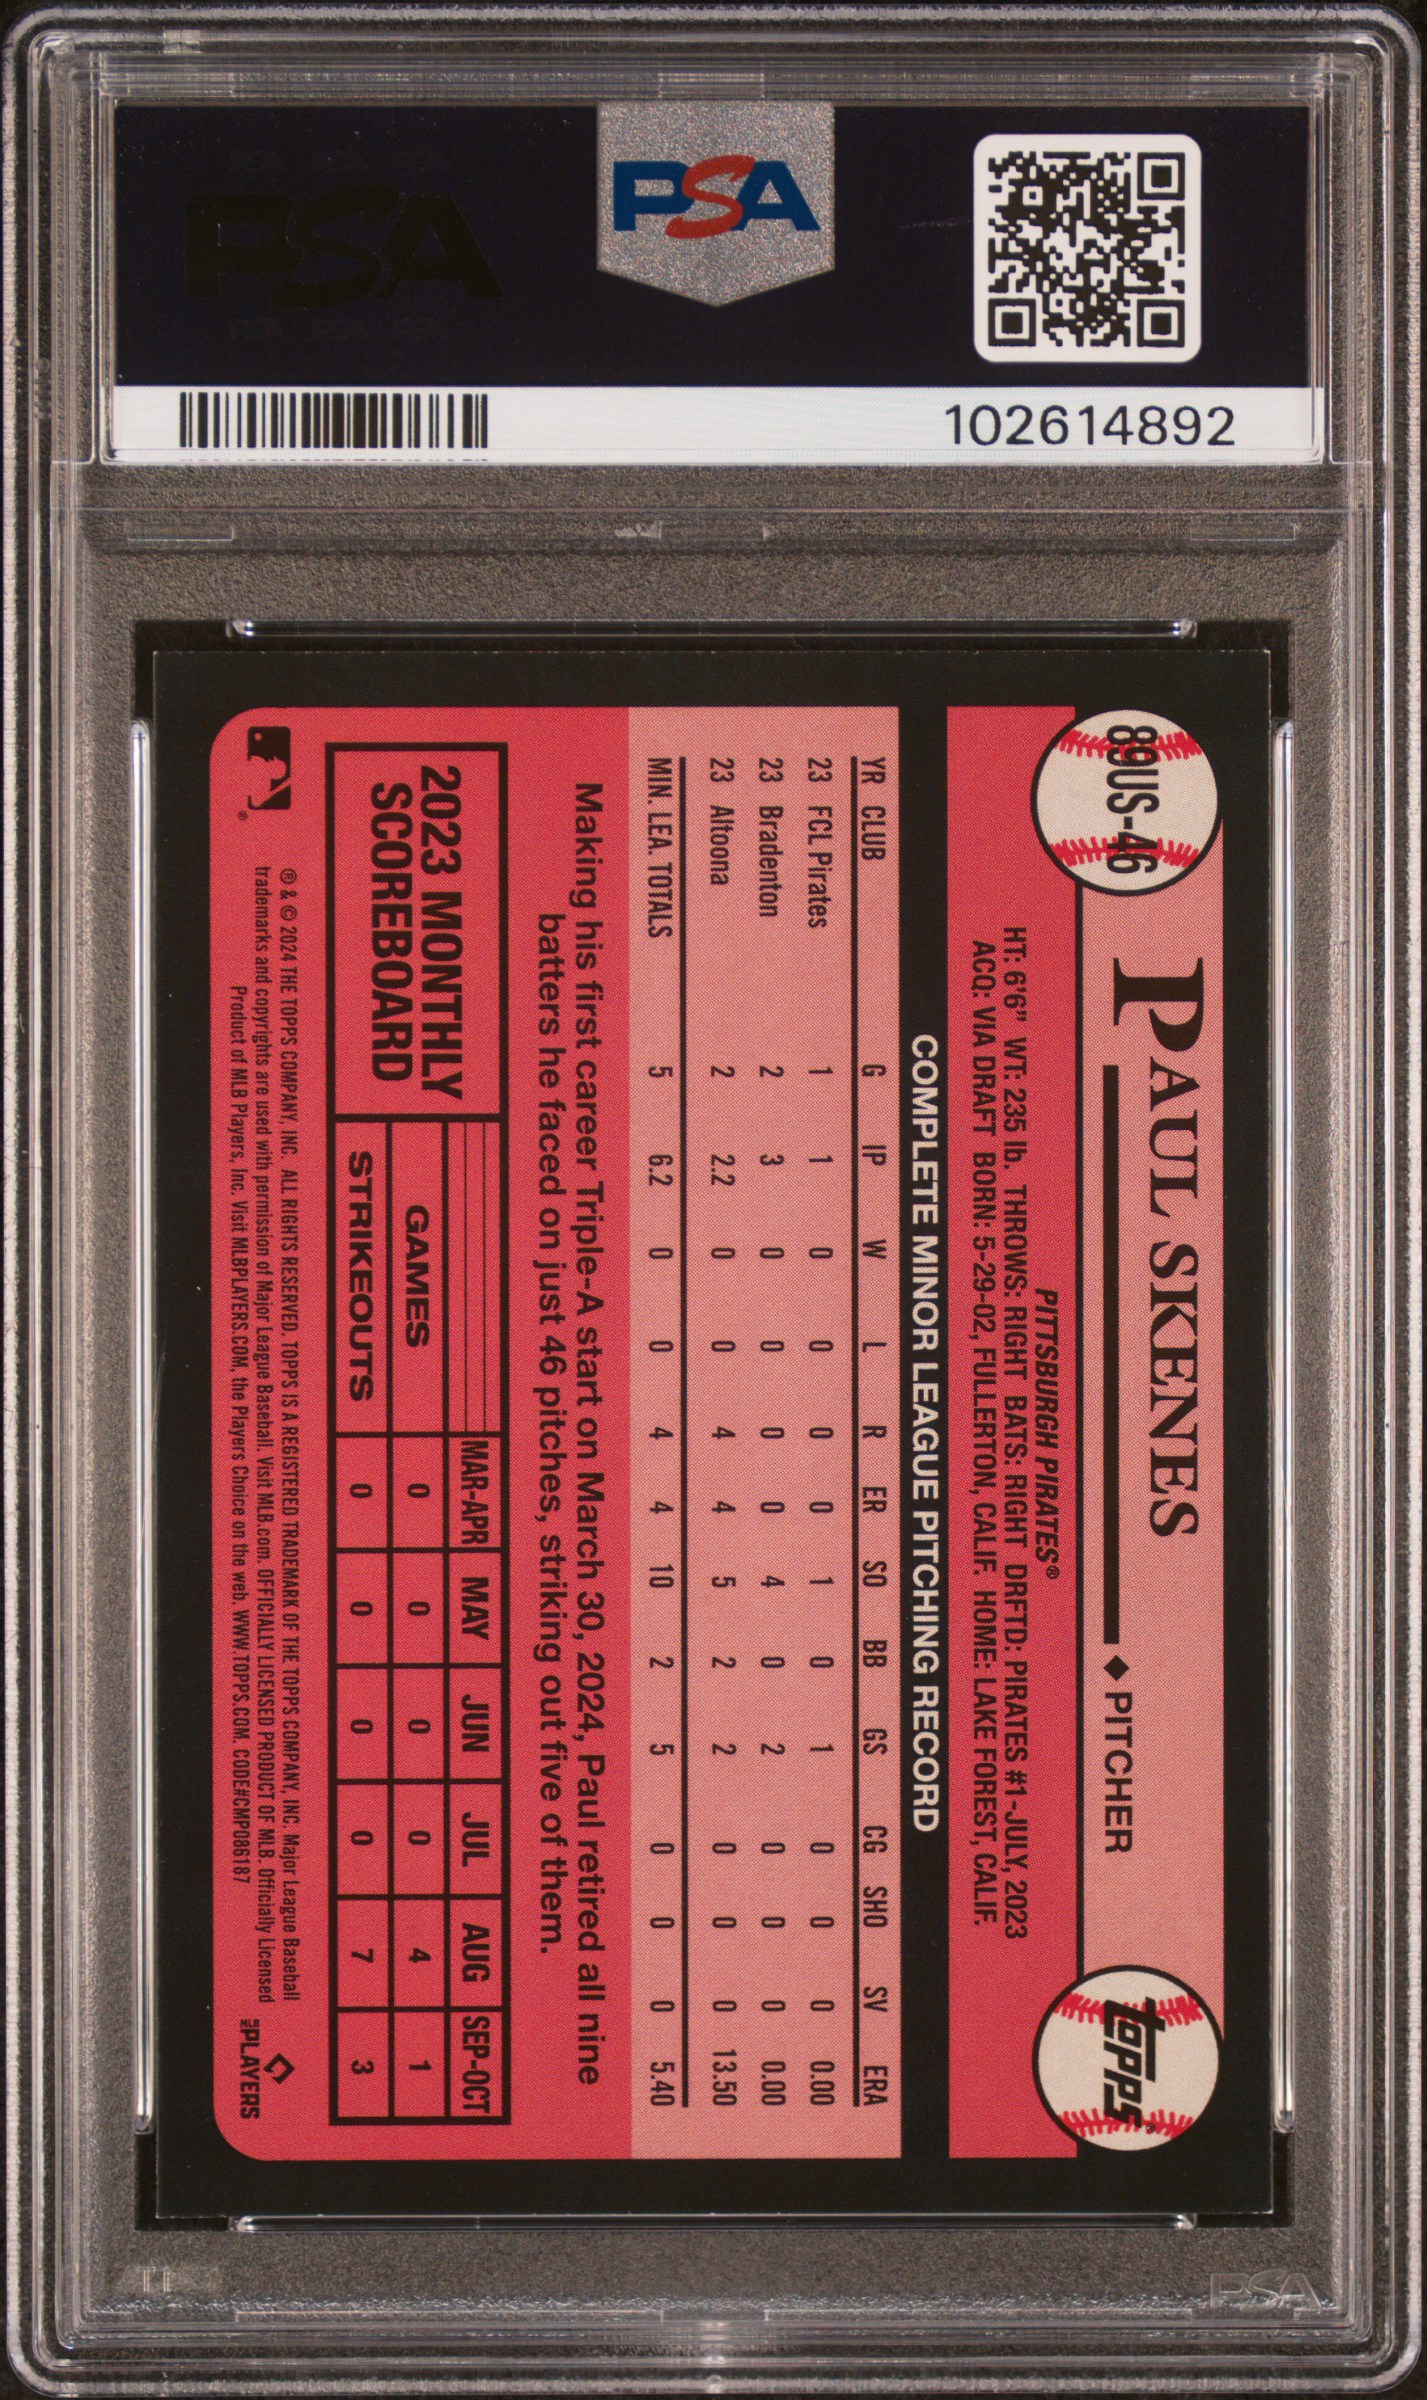 PSA
PSA
102614892
89US-46
PAUL SKENES
◆ PITCHER
topps
PITTSBURGH PIRATES®
HT: 6'6" WT: 235 lb. THROWS: RIGHT BATS: RIGHT DRFTD: PIRATES #1-JULY, 2023
ACQ: VIA DRAFT BORN: 5-29-02, FULLERTON, CALIF. HOME: LAKE FOREST, CALIF.
COMPLETE MINOR LEAGUE PITCHING RECORD
YR CLUB G IP W L R ER SO BB GS CG SHO SV ERA
23 FCL Pirates 1 1 0 0 0 0 1 0 1 0 0 0 0.00
23 Bradenton 2 3 0 0 0 0 4 0 2 0 0 0 0.00
23 Altoona 2 2.2 0 0 4 4 5 2 2 0 0 0 13.50
MIN. LEA. TOTALS 5 6.2 0 0 4 4 10 2 5 0 0 0 5.40
Making his first career Triple-A start on March 30, 2024, Paul retired all nine
batters he faced on just 46 pitches, striking out five of them.
2023 MONTHLY
SCOREBOARD
MAR-APR MAY JUN JUL AUG SEP-OCT
GAMES 0 0 0 0 4 1
STRIKEOUTS 0 0 0 0 7 3
® & © 2024 THE TOPPS COMPANY, INC. ALL RIGHTS RESERVED. TOPPS IS A REGISTERED TRADEMARK OF THE TOPPS COMPANY, INC. Major League Baseball
trademarks and copyrights are used with permission of Major League Baseball. Visit MLB.com. OFFICIALLY LICENSED PRODUCT OF MLB. Officially Licensed
Product of MLB Players, Inc. Visit MLBPLAYERS.COM, the Players Choice on the web. WWW.TOPPS.COM. CODE#CMP086187
MLB PLAYERS
PSA